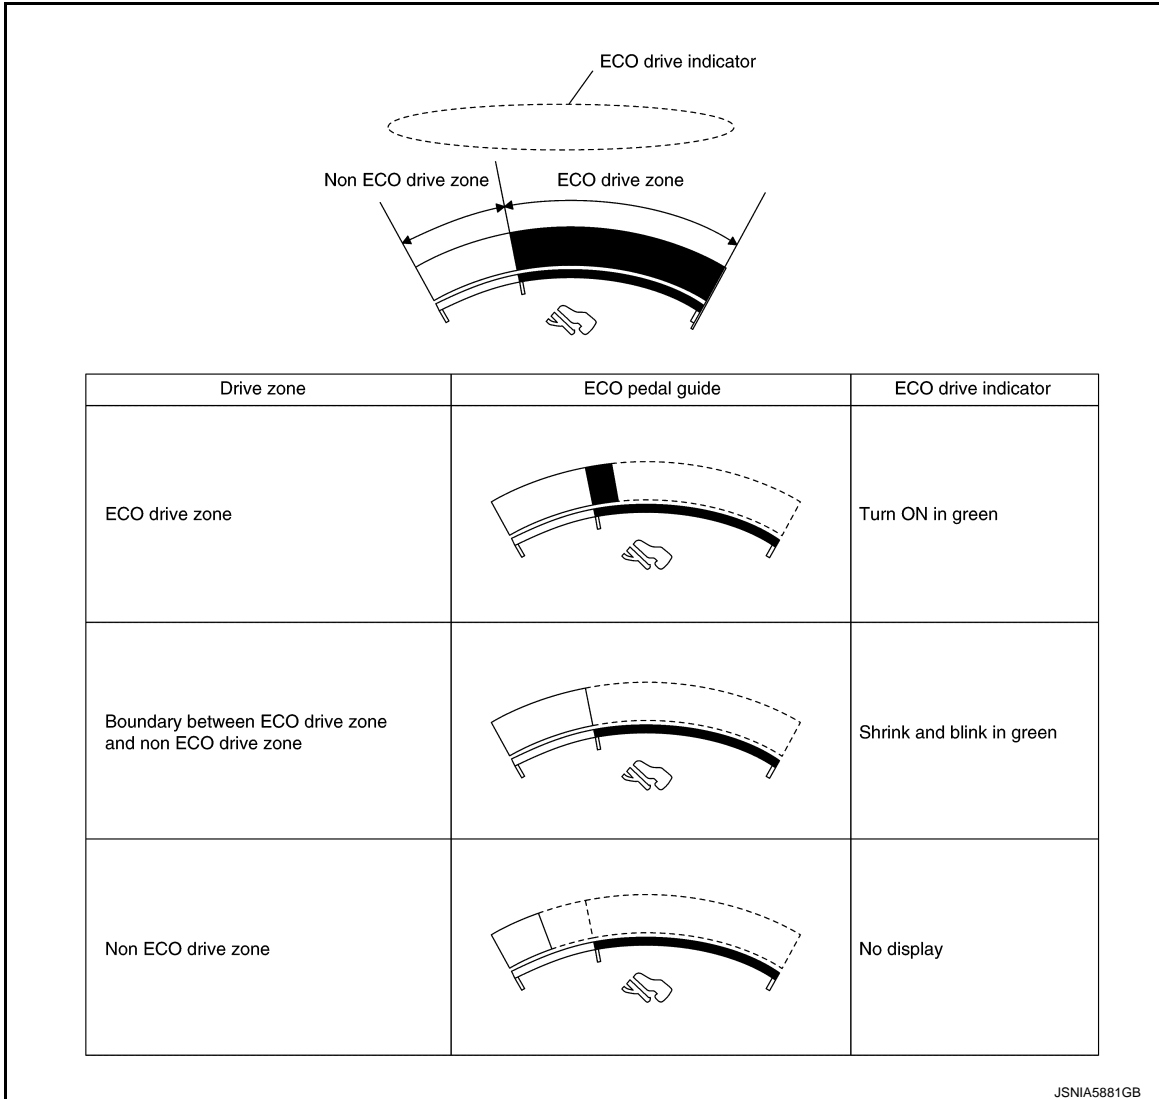 ECO drive indicator
Non ECO drive zone
ECO drive zone
Drive zone
ECO pedal guide
ECO drive indicator
ECO drive zone
Turn ON in green
Boundary between ECO drive zone
and non ECO drive zone
Shrink and blink in green
Non ECO drive zone
No display
JSNIA5881GB